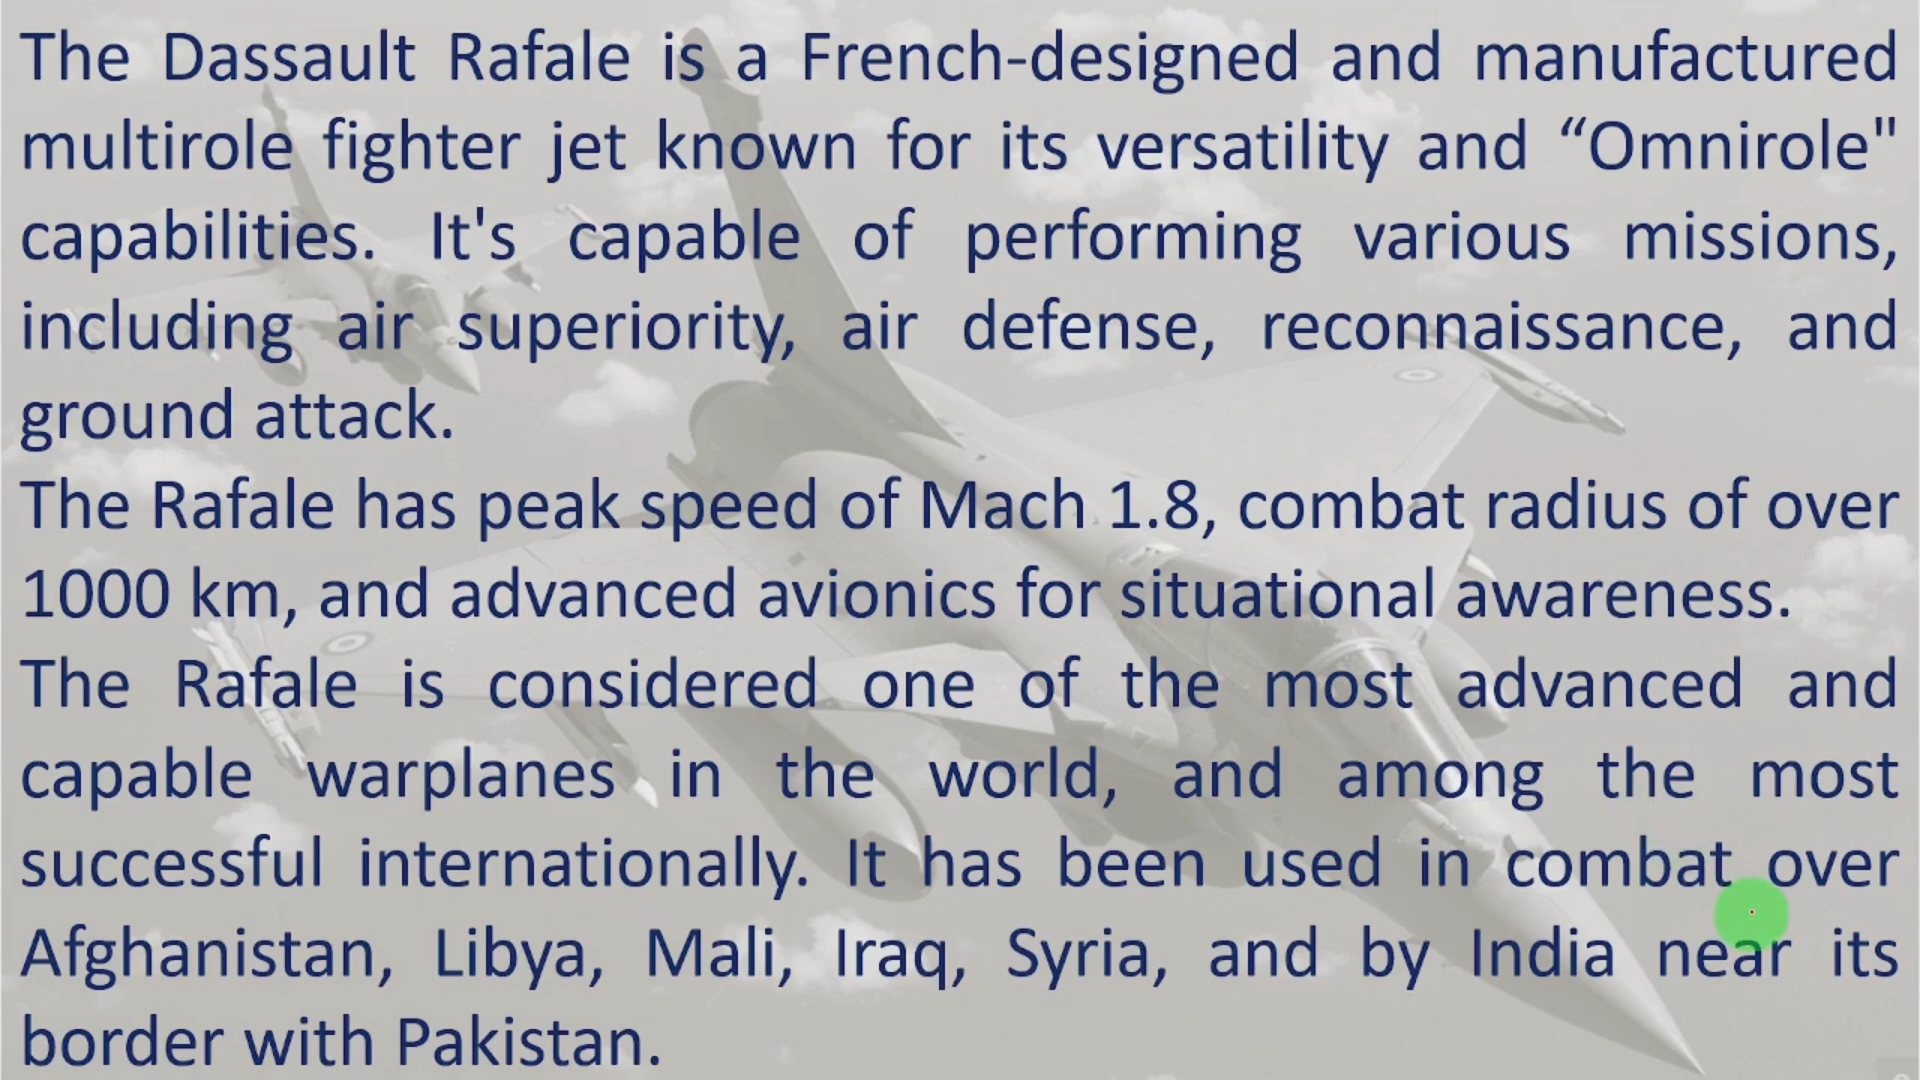 The Dassault Rafale is a French-designed and manufactured
multirole fighter jet known for its versatility and “Omnirole"
capabilities. It's capable of performing various missions,
including air superiority, air defense, reconnaissance, and
ground attack.
The Rafale has peak speed of Mach 1.8, combat radius of over
1000 km, and advanced avionics for situational awareness.
The Rafale is considered one of the most advanced and
capable warplanes in the world, and among the most
successful internationally. It has been used in combat over
Afghanistan, Libya, Mali, Iraq, Syria, and by India near its
border with Pakistan.